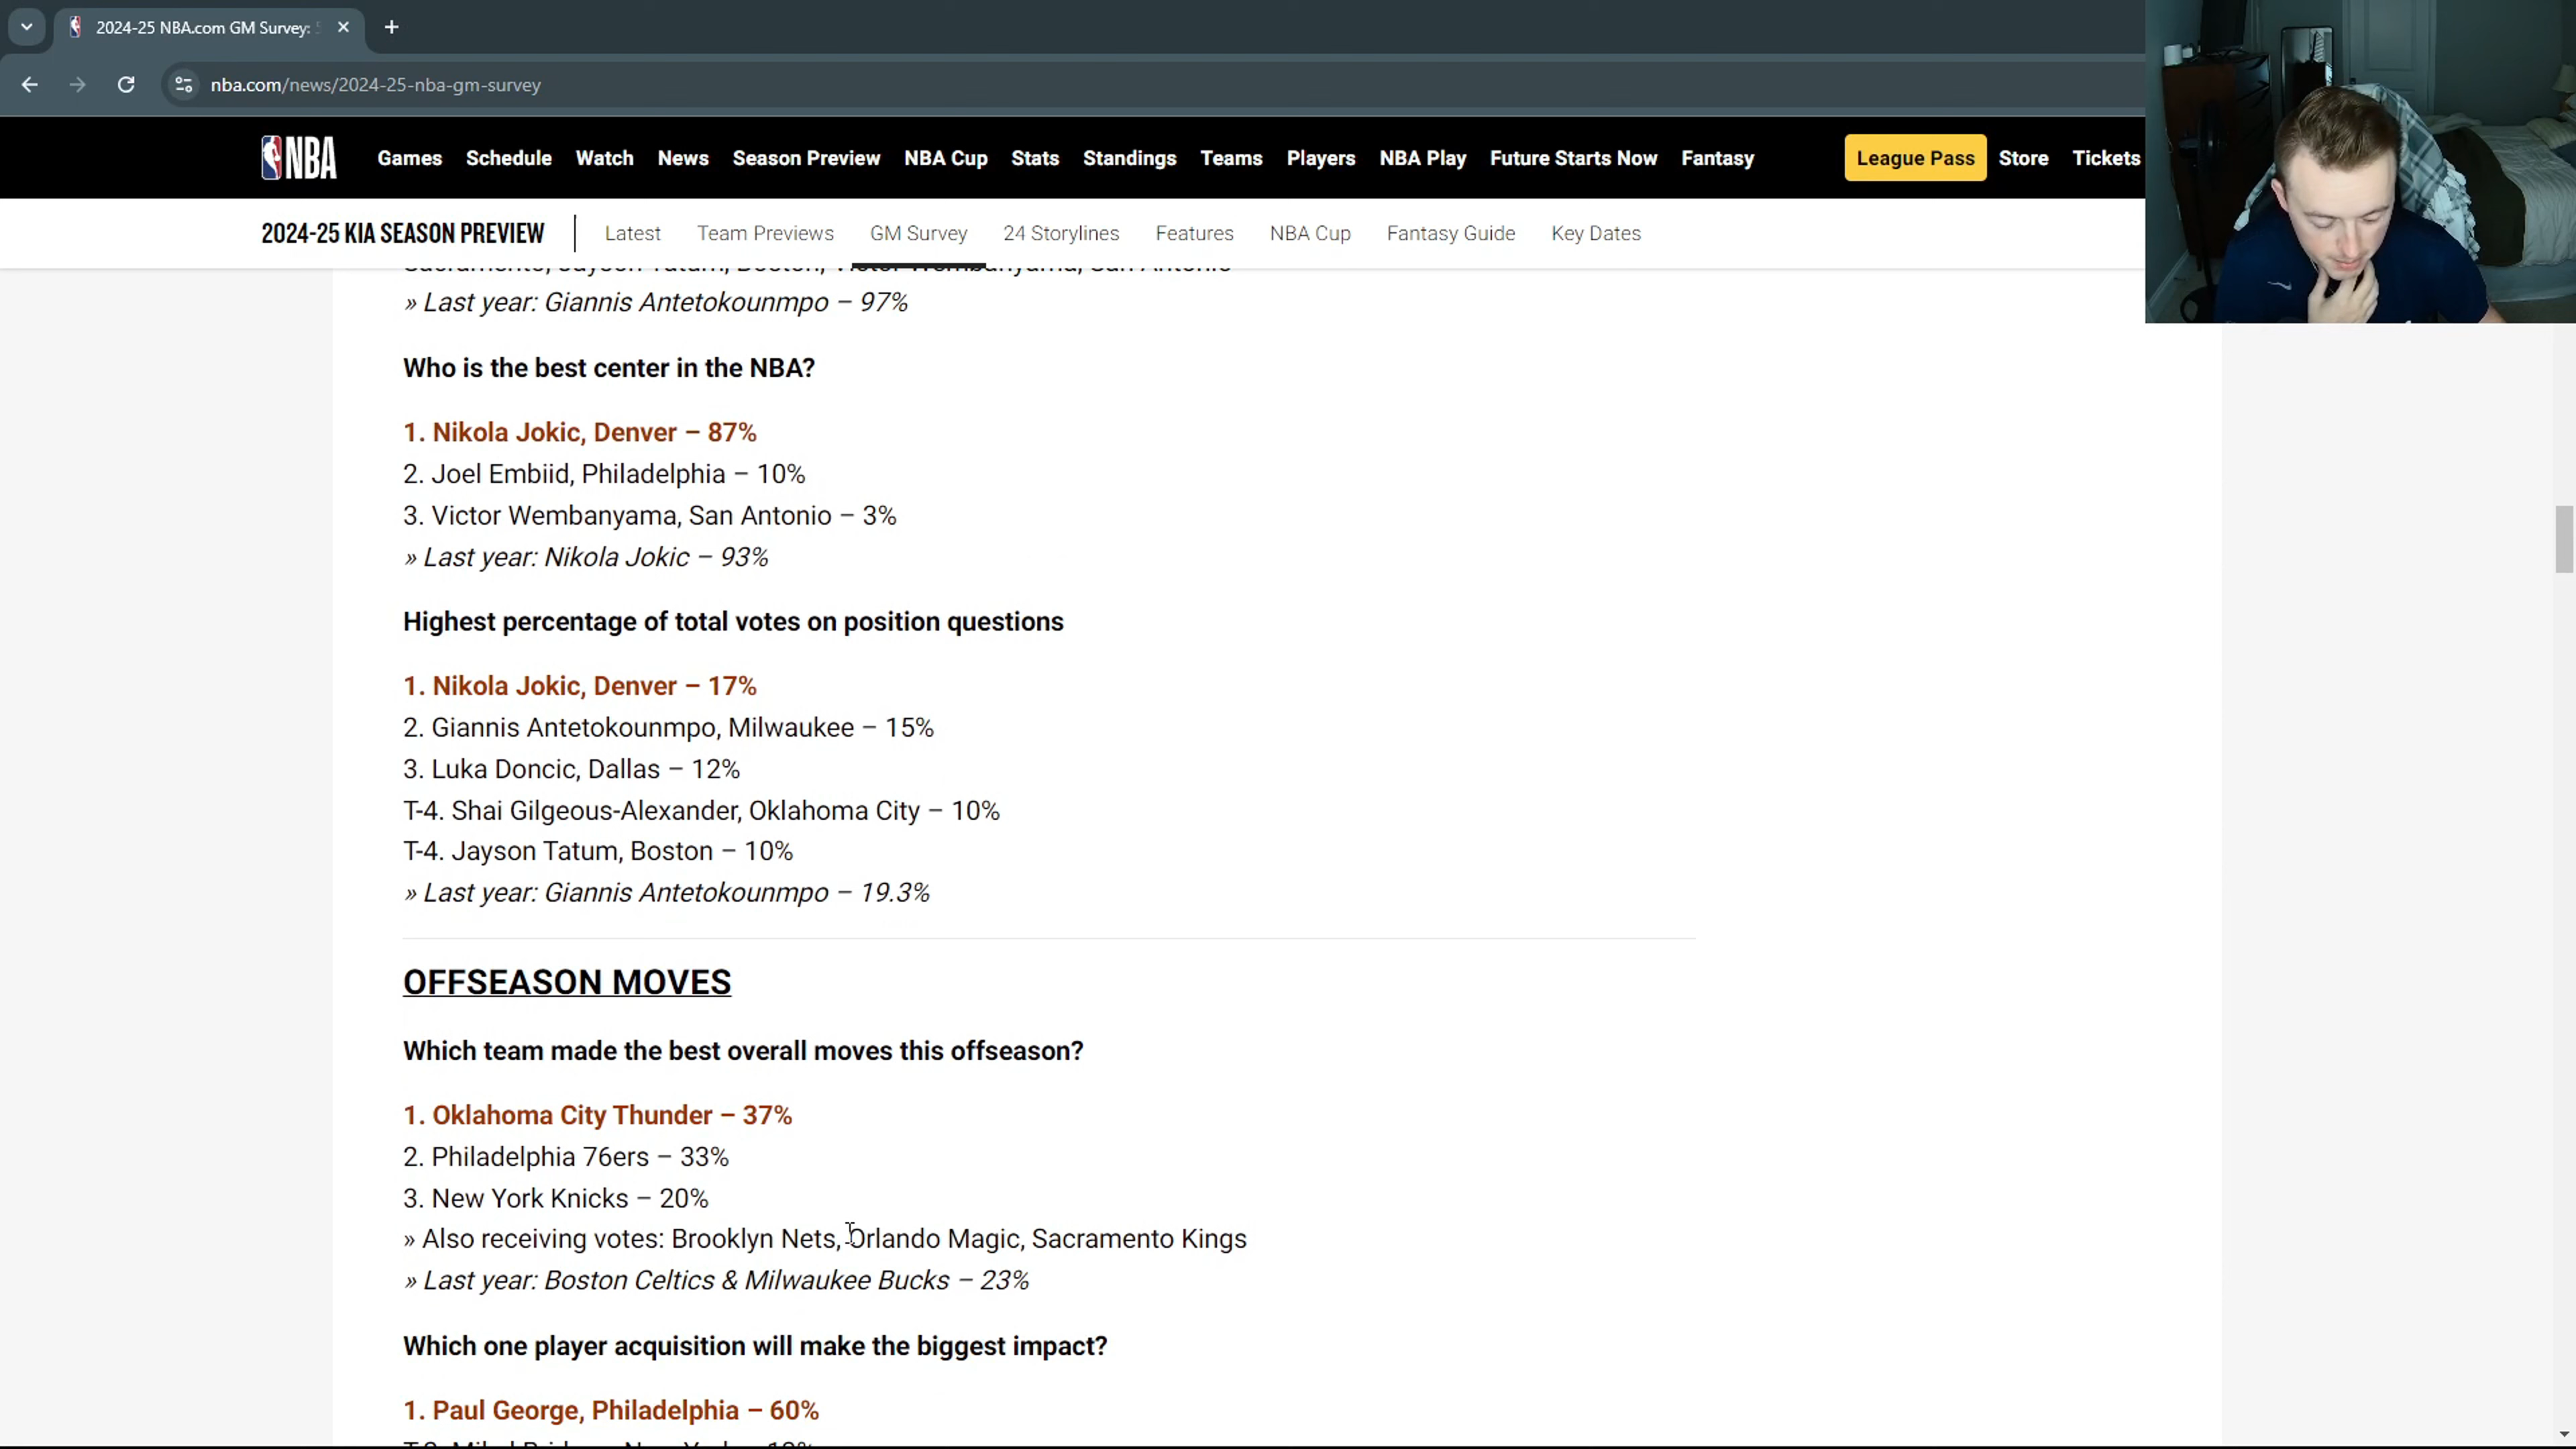 2024-25 NBA.com GM Survey:
nba.com/news/2024-25-nba-gm-survey
NBA Games Schedule Watch News Season Preview NBA Cup Stats Standings Teams Players NBA Play Future Starts Now Fantasy League Pass Store Tickets
2024-25 KIA SEASON PREVIEW Latest Team Previews GM Survey 24 Storylines Features NBA Cup Fantasy Guide Key Dates
Sacramento; Jayson Tatum, Boston; Victor Wembanyama, San Antonio
» Last year: Giannis Antetokounmpo – 97%
Who is the best center in the NBA?
1. Nikola Jokic, Denver – 87%
2. Joel Embiid, Philadelphia – 10%
3. Victor Wembanyama, San Antonio – 3%
» Last year: Nikola Jokic – 93%
Highest percentage of total votes on position questions
1. Nikola Jokic, Denver – 17%
2. Giannis Antetokounmpo, Milwaukee – 15%
3. Luka Doncic, Dallas – 12%
T-4. Shai Gilgeous-Alexander, Oklahoma City – 10%
T-4. Jayson Tatum, Boston – 10%
» Last year: Giannis Antetokounmpo – 19.3%
OFFSEASON MOVES
Which team made the best overall moves this offseason?
1. Oklahoma City Thunder – 37%
2. Philadelphia 76ers – 33%
3. New York Knicks – 20%
» Also receiving votes: Brooklyn Nets, Orlando Magic, Sacramento Kings
» Last year: Boston Celtics & Milwaukee Bucks – 23%
Which one player acquisition will make the biggest impact?
1. Paul George, Philadelphia – 60%